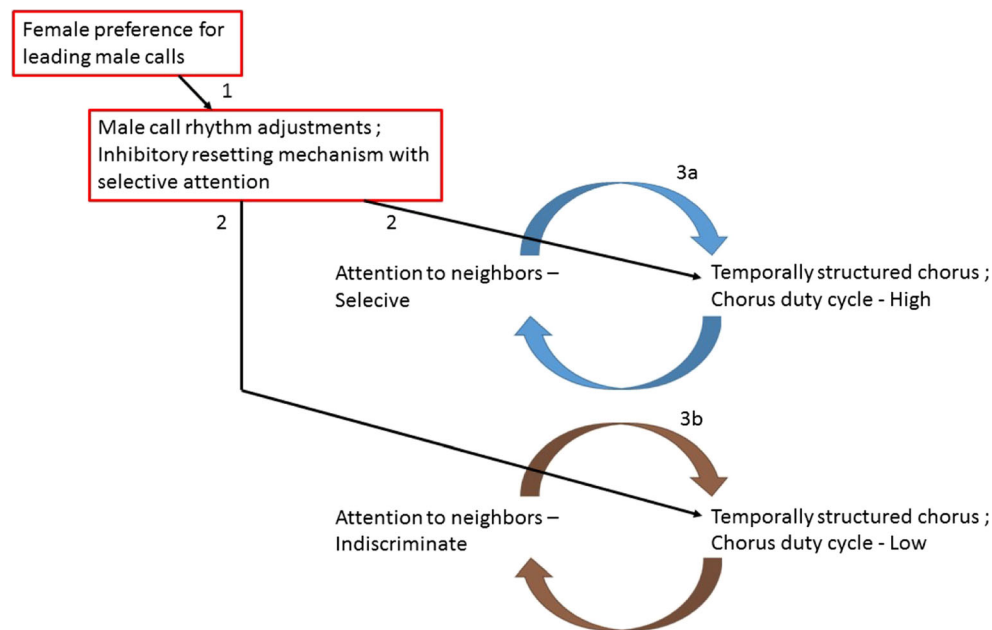 Female preference for
leading male calls
1
Male call rhythm adjustments ;
Inhibitory resetting mechanism with
selective attention
2
2
3a
Attention to neighbors –
Selecive
Temporally structured chorus ;
Chorus duty cycle - High
3b
Attention to neighbors –
Indiscriminate
Temporally structured chorus ;
Chorus duty cycle - Low